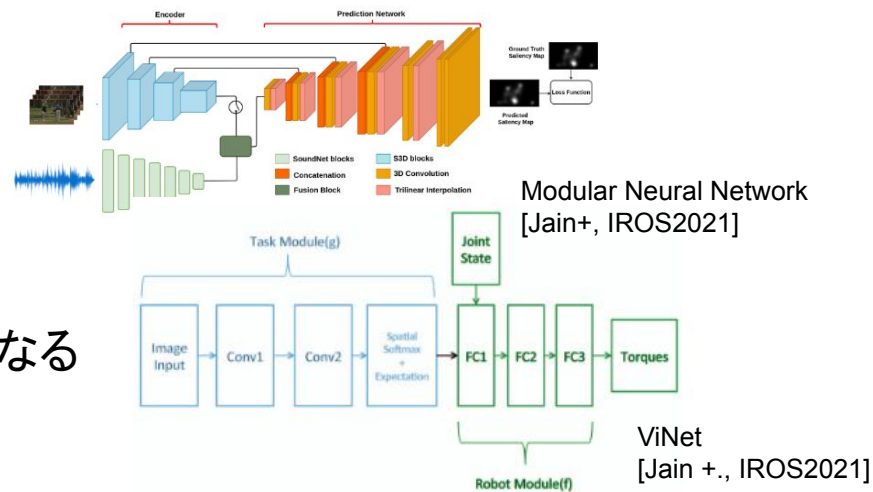 Encoder
Prediction Network
Ground Truth
Saliency Map
Loss Function
Predicted
Saliency Map
SoundNet blocks
S3D blocks
Concatenation
3D Convolution
Fusion Block
Trilinear Interpolation
Modular Neural Network
[Jain+, IROS2021]
Task Module(g)
Joint
State
なる
Image
Input
Conv1
Conv2
Spatial
Softmax
+
Expectation
FC1
FC2
FC3
Torques
Robot Module(f)
ViNet
[Jain +., IROS2021]